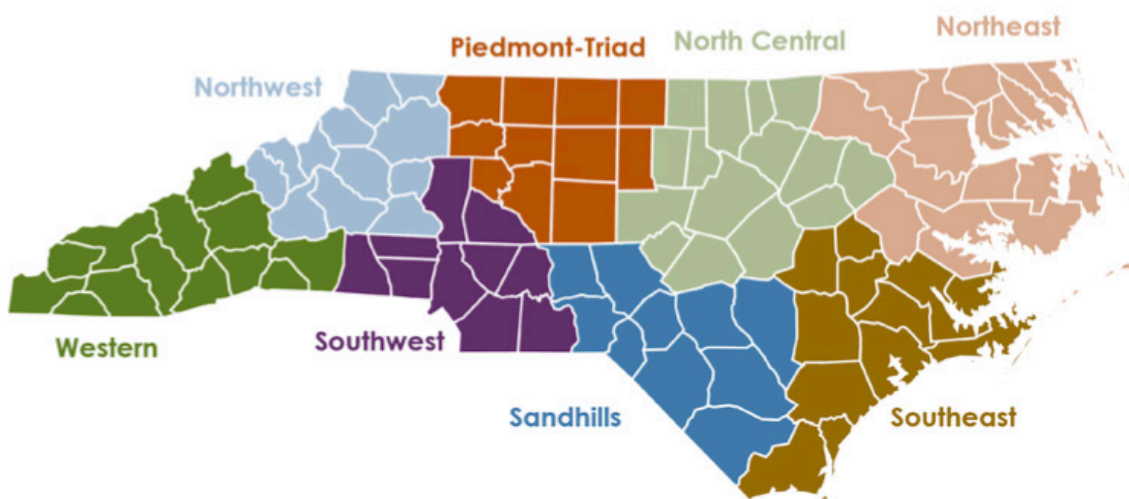 Piedmont-Triad
North Central
Northeast
Northwest
Western
Southwest
Sandhills
Southeast